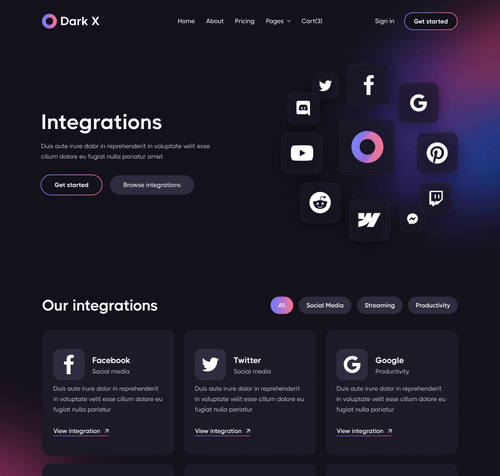 Dark X
Home About Pricing Pages Cart(3) Sign in Get started
Integrations
Duis aute irure dolor in reprehenderit in voluptate velit esse
cillum dolore eu fugiat nulla pariatur amet.
Get started Browse integrations
Our integrations
All Social Media Streaming Productivity
Facebook
Social media
Duis aute irure dolor in reprehenderit
in voluptate velit esse cillum dolore eu
fugiat nulla pariatur
View integration
Twitter
Social media
Duis aute irure dolor in reprehenderit
in voluptate velit esse cillum dolore eu
fugiat nulla pariatur
View integration
Google
Productivity
Duis aute irure dolor in reprehenderit
in voluptate velit esse cillum dolore eu
fugiat nulla pariatur
View integration